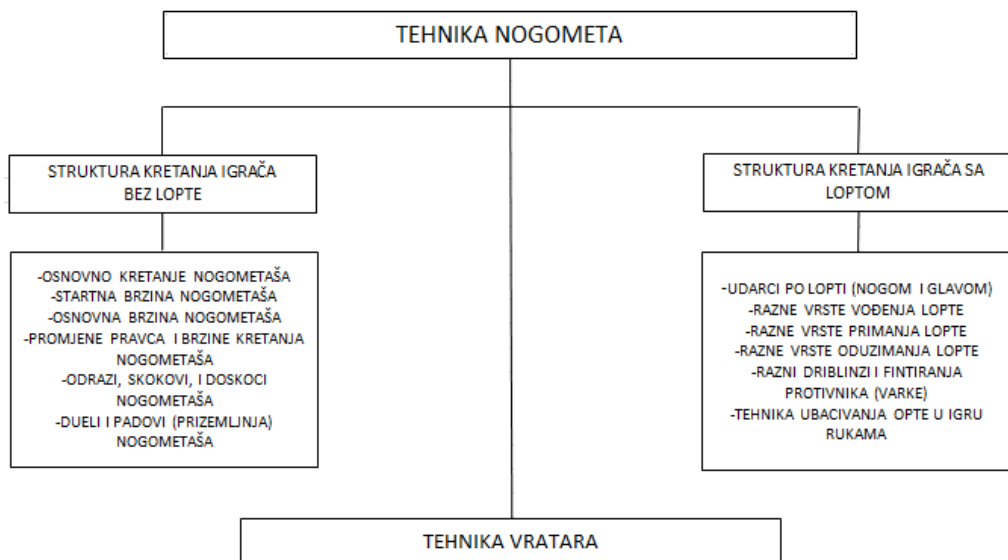 TEHNIKA NOGOMETA
STRUKTURA KRETANJA IGRAČA
BEZ LOPTE
-OSNOVNO KRETANJE NOGOMETAŠA
-STARTNA BRZINA NOGOMETAŠA
-OSNOVNA BRZINA NOGOMETAŠA
-PROMJENE PRAVCA I BRZINE KRETANJA
NOGOMETAŠA
-ODRAZI, SKOKOVI, I DOSKOCI
NOGOMETAŠA
-DUELI I PADOVI (PRIZEMLJNJA)
NOGOMETAŠA
STRUKTURA KRETANJA IGRAČA SA
LOPTOM
-UDARCI PO LOPTI (NOGOM I GLAVOM)
-RAZNE VRSTE VOĐENJA LOPTE
-RAZNE VRSTE PRIMANJA LOPTE
-RAZNE VRSTE ODUZIMANJA LOPTE
-RAZNI DRIBLINZI I FINTIRANJA
PROTIVNIKA (VARKE)
-TEHNIKA UBACIVANJA OPTE U IGRU
RUKAMA
TEHNIKA VRATARA